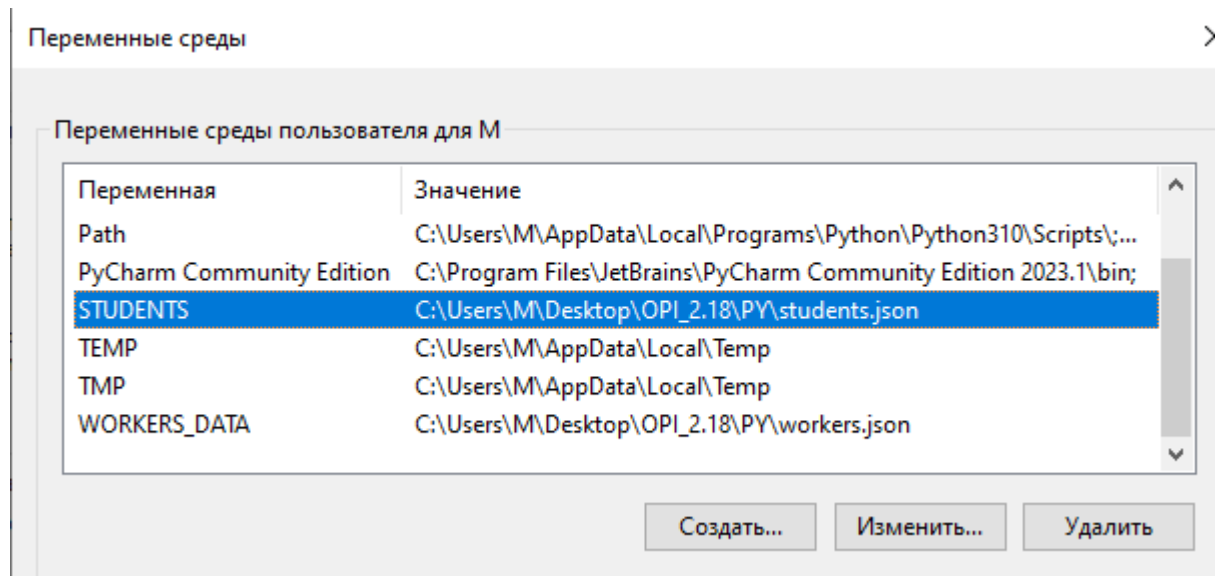 Переменные среды
Переменные среды пользователя для M
Переменная Значение
Path C:\Users\M\AppData\Local\Programs\Python\Python310\Scripts\;...
PyCharm Community Edition C:\Program Files\JetBrains\PyCharm Community Edition 2023.1\bin;
STUDENTS C:\Users\M\Desktop\OPI_2.18\PY\students.json
TEMP C:\Users\M\AppData\Local\Temp
TMP C:\Users\M\AppData\Local\Temp
WORKERS_DATA C:\Users\M\Desktop\OPI_2.18\PY\workers.json
Создать... Изменить... Удалить